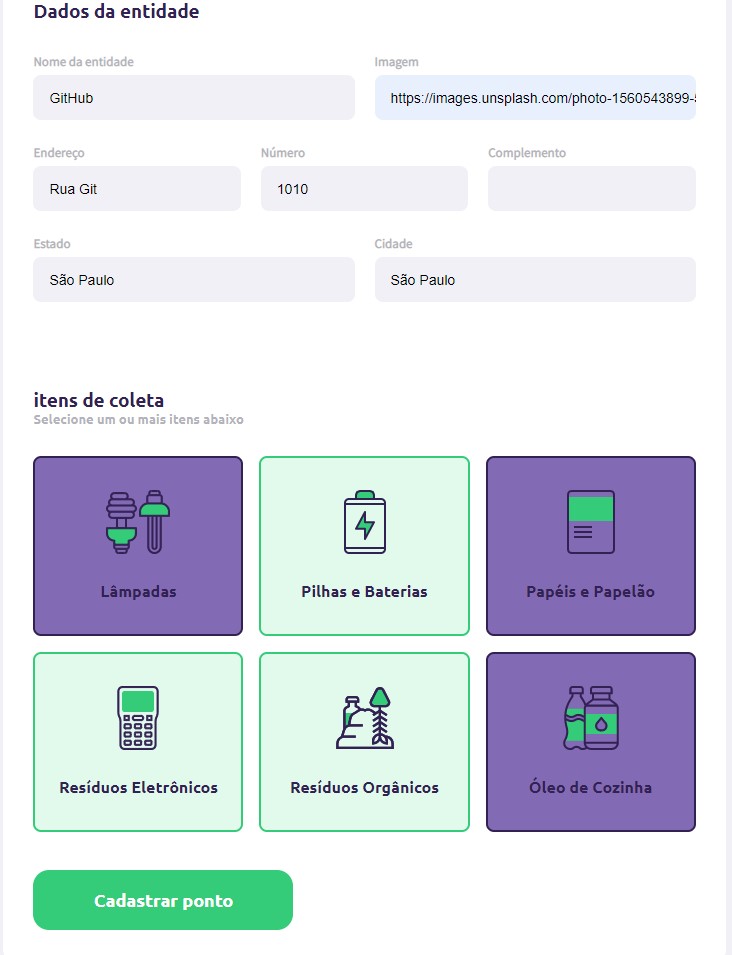 Dados da entidade
Nome da entidade
Imagem
GitHub
https://images.unsplash.com/photo-1560543899-
Endereço
Número
Complemento
Rua Git
1010
Estado
Cidade
São Paulo
São Paulo
itens de coleta
Selecione um ou mais itens abaixo
Lâmpadas
Pilhas e Baterias
Papéis e Papelão
Resíduos Eletrônicos
Resíduos Orgânicos
Óleo de Cozinha
Cadastrar ponto